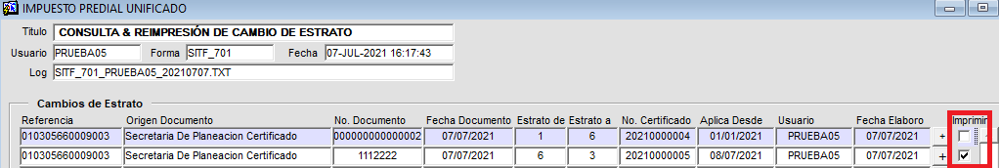 IMPUESTO PREDIAL UNIFICADO
Titulo CONSULTA & REIMPRESIÓN DE CAMBIO DE ESTRATO
Usuario PRUEBA05 Forma SITF_701 Fecha 07-JUL-2021 16:17:43
Log SITF_701_PRUEBA05_20210707.TXT
Cambios de Estrato
Referencia Origen Documento No. Documento Fecha Documento Estrato de Estrato a No. Certificado Aplica Desde Usuario Fecha Elaboro Imprimir
010305660009003 Secretaria De Planeacion Certificado 000000000000002 07/07/2021 1 6 20210000004 01/01/2021 PRUEBA05 07/07/2021 +
010305660009003 Secretaria De Planeacion Certificado 1112222 07/07/2021 6 3 20210000005 08/07/2021 PRUEBA05 07/07/2021 +